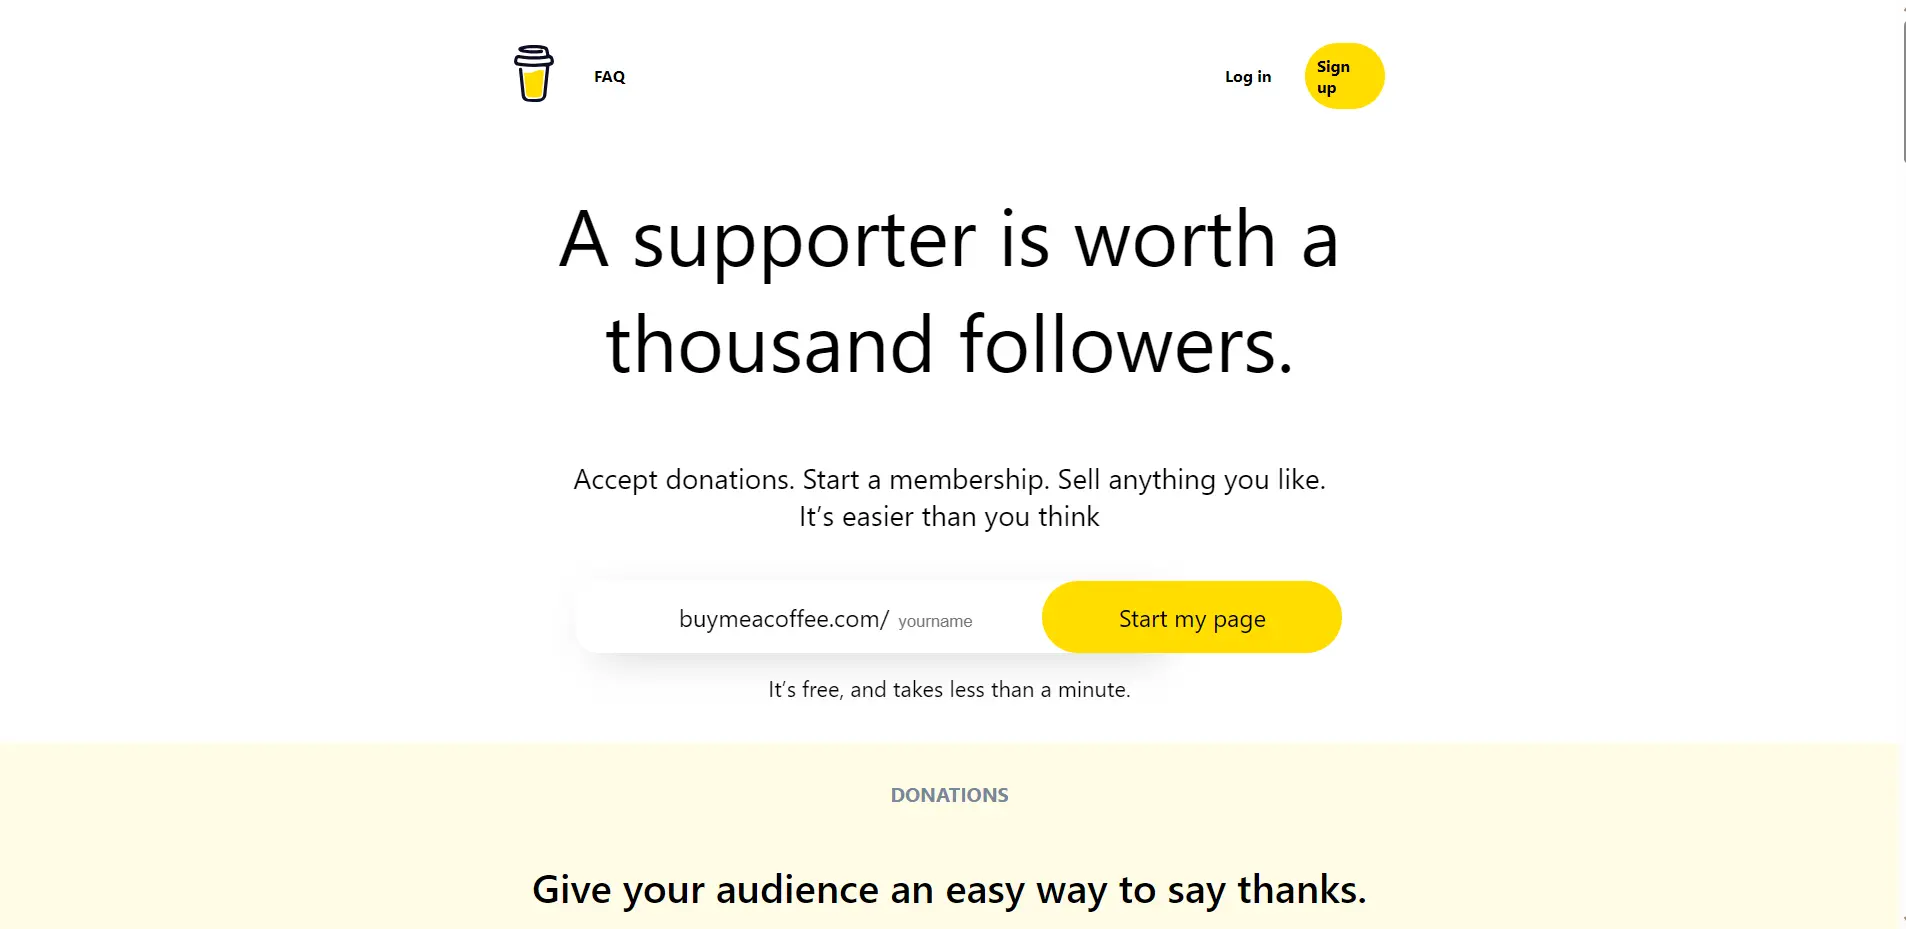 FAQ
Log in
Sign
up
A supporter is worth a
thousand followers.
Accept donations. Start a membership. Sell anything you like.
It’s easier than you think
buymeacoffee.com/ yourname
Start my page
It’s free, and takes less than a minute.
DONATIONS
Give your audience an easy way to say thanks.